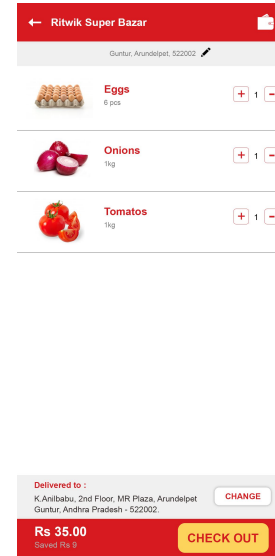 Ritwik Super Bazar
Guntur, Arundelpet, 522002
Eggs
6 pcs
+ 1 -
Onions
1kg
+ 1 -
Tomatos
1kg
+ 1 -
Delivered to :
K.Anilbabu, 2nd Floor, MR Plaza, Arundelpet
Guntur, Andhra Pradesh - 522002.
CHANGE
Rs 35.00
Saved Rs 9
CHECK OUT